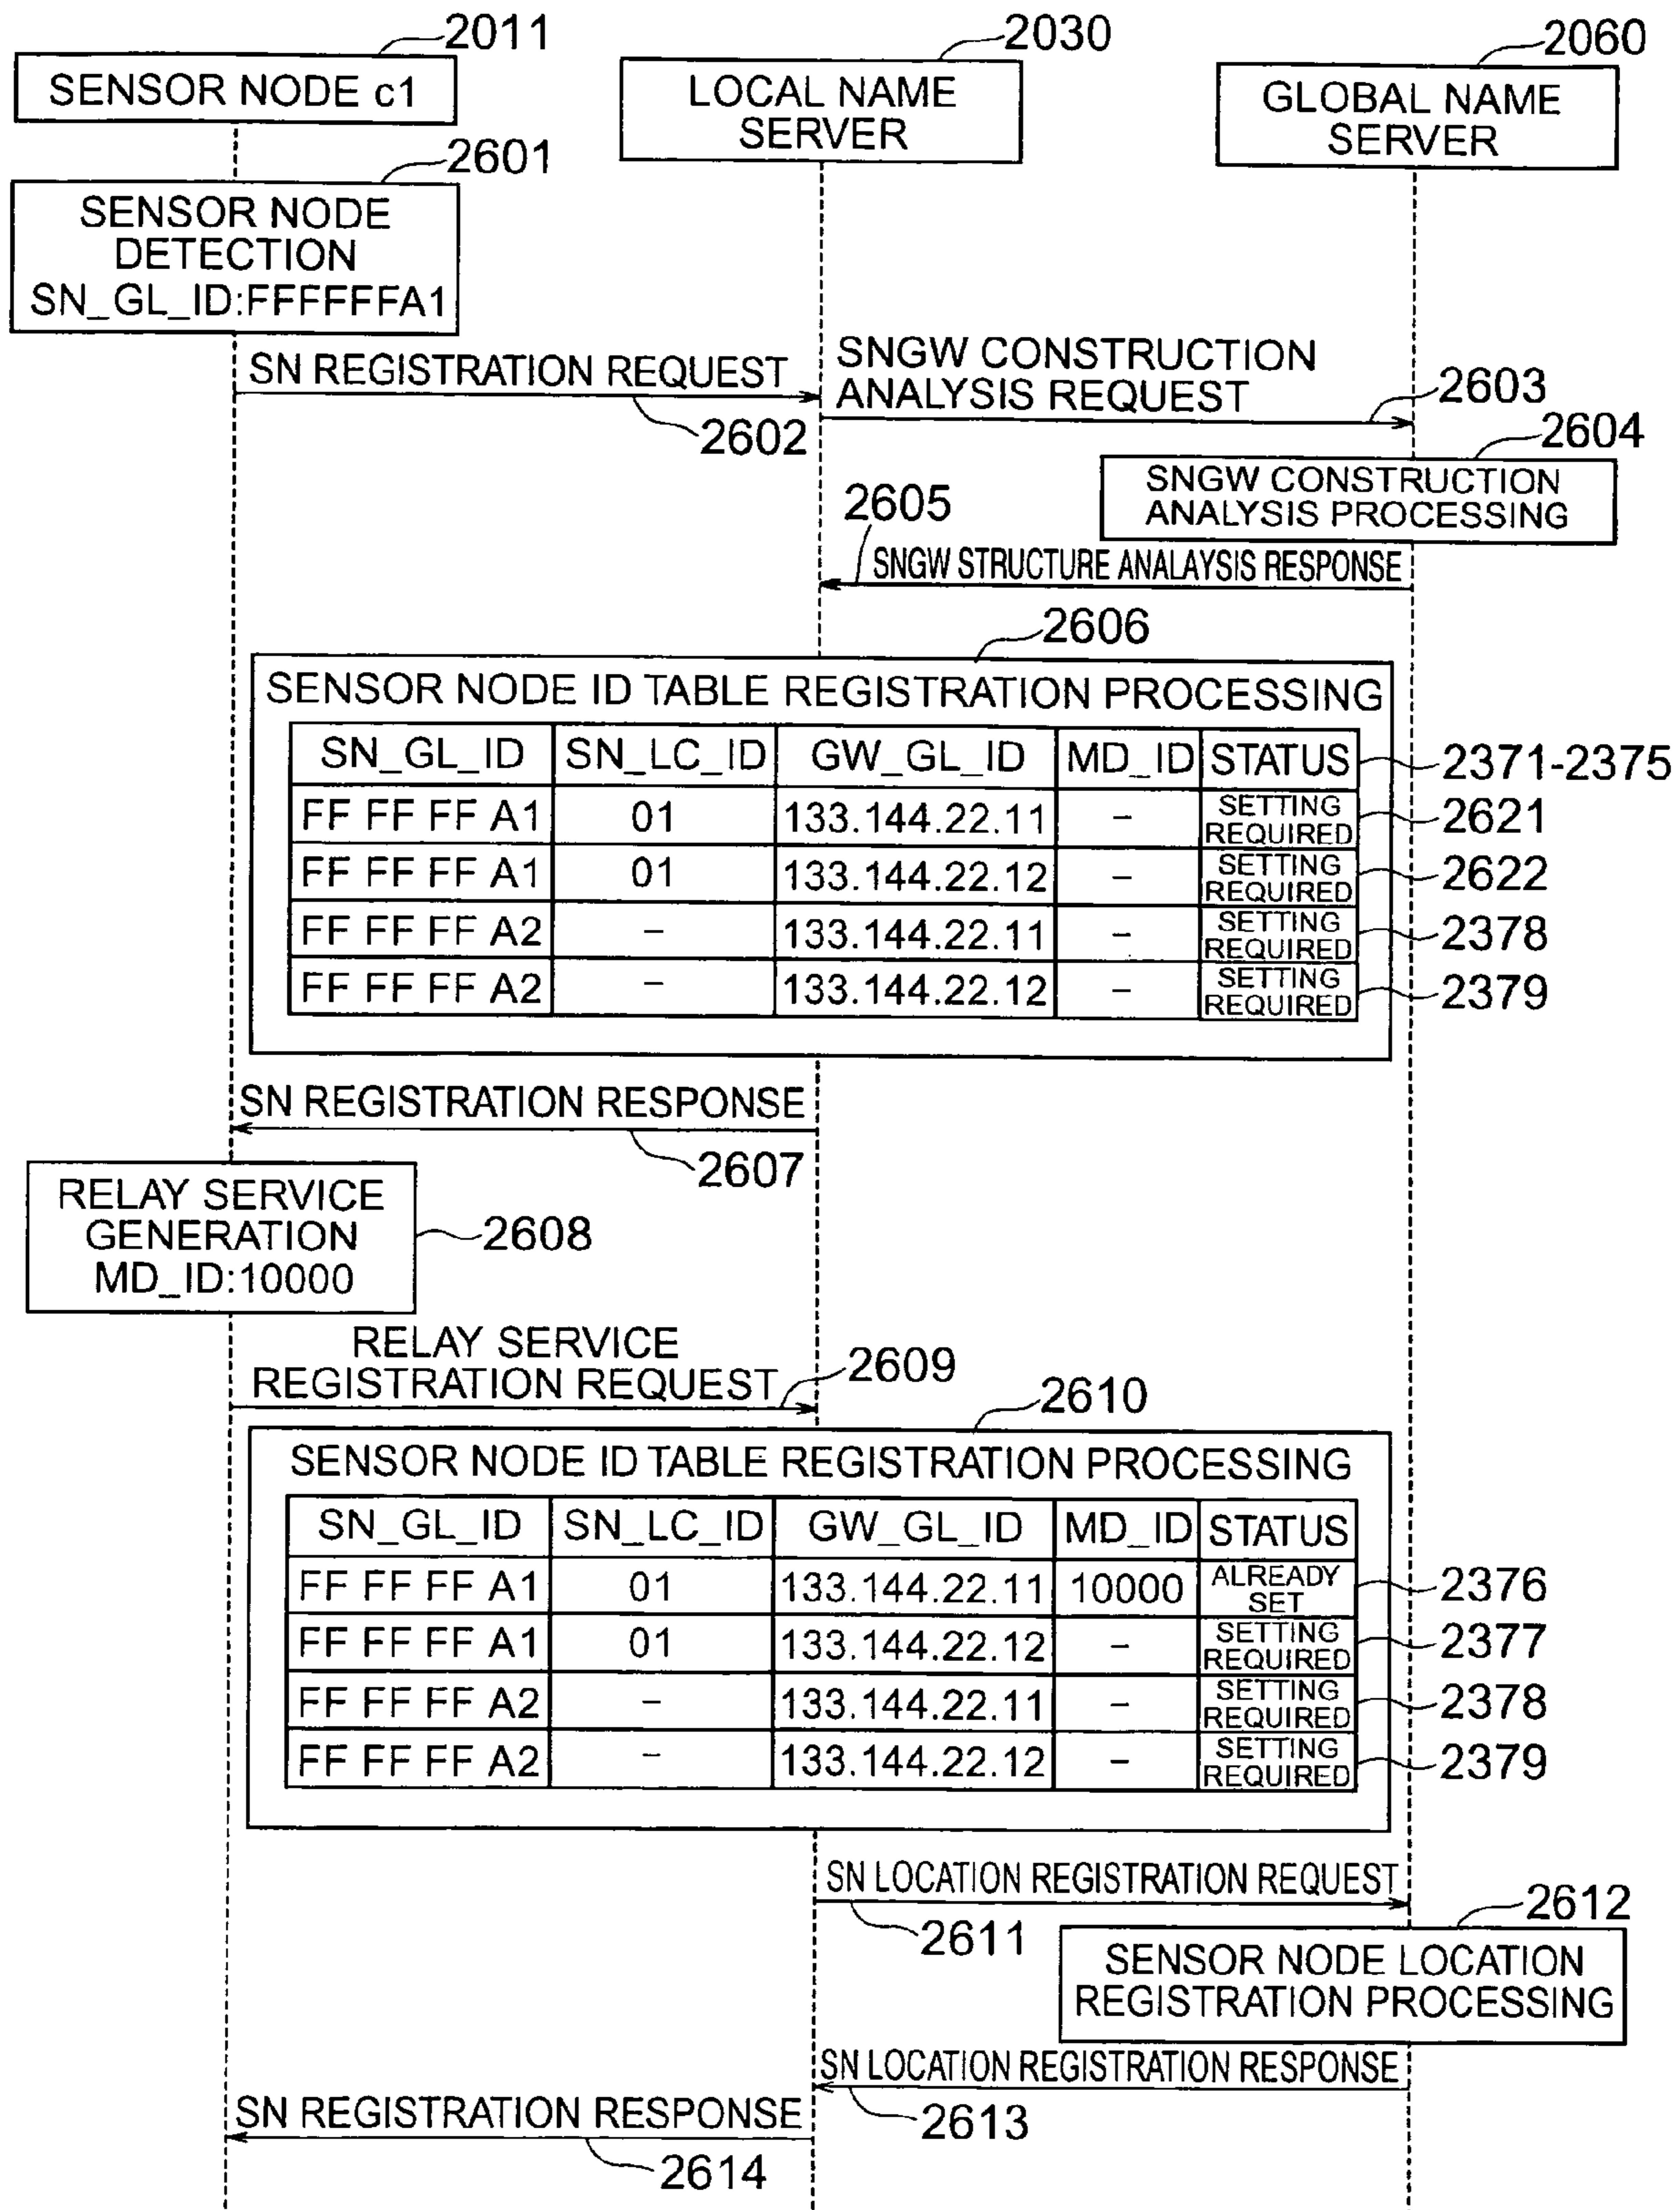 2011
2030
2060
SENSOR NODE c1
LOCAL NAME
SERVER
GLOBAL NAME
SERVER
2601
SENSOR NODE
DETECTION
SN_GL_ID:FFFFFFA1
SN REGISTRATION REQUEST
2602
SNGW CONSTRUCTION
ANALYSIS REQUEST
2603
2604
SNGW CONSTRUCTION
ANALYSIS PROCESSING
2605
SNGW STRUCTURE ANALAYSIS RESPONSE
2606
SENSOR NODE ID TABLE REGISTRATION PROCESSING
SN_GL_ID SN_LC_ID GW_GL_ID MD_ID STATUS 2371-2375
FF FF FF A1 01 133.144.22.11 - SETTING REQUIRED 2621
FF FF FF A1 01 133.144.22.12 - SETTING REQUIRED 2622
FF FF FF A2 - 133.144.22.11 - SETTING REQUIRED 2378
FF FF FF A2 - 133.144.22.12 - SETTING REQUIRED 2379
SN REGISTRATION RESPONSE
2607
RELAY SERVICE
GENERATION
MD_ID:10000
2608
RELAY SERVICE
REGISTRATION REQUEST
2609
2610
SENSOR NODE ID TABLE REGISTRATION PROCESSING
SN_GL_ID SN_LC_ID GW_GL_ID MD_ID STATUS
FF FF FF A1 01 133.144.22.11 10000 ALREADY SET 2376
FF FF FF A1 01 133.144.22.12 - SETTING REQUIRED 2377
FF FF FF A2 - 133.144.22.11 - SETTING REQUIRED 2378
FF FF FF A2 - 133.144.22.12 - SETTING REQUIRED 2379
SN LOCATION REGISTRATION REQUEST
2611
2612
SENSOR NODE LOCATION
REGISTRATION PROCESSING
SN LOCATION REGISTRATION RESPONSE
2613
SN REGISTRATION RESPONSE
2614